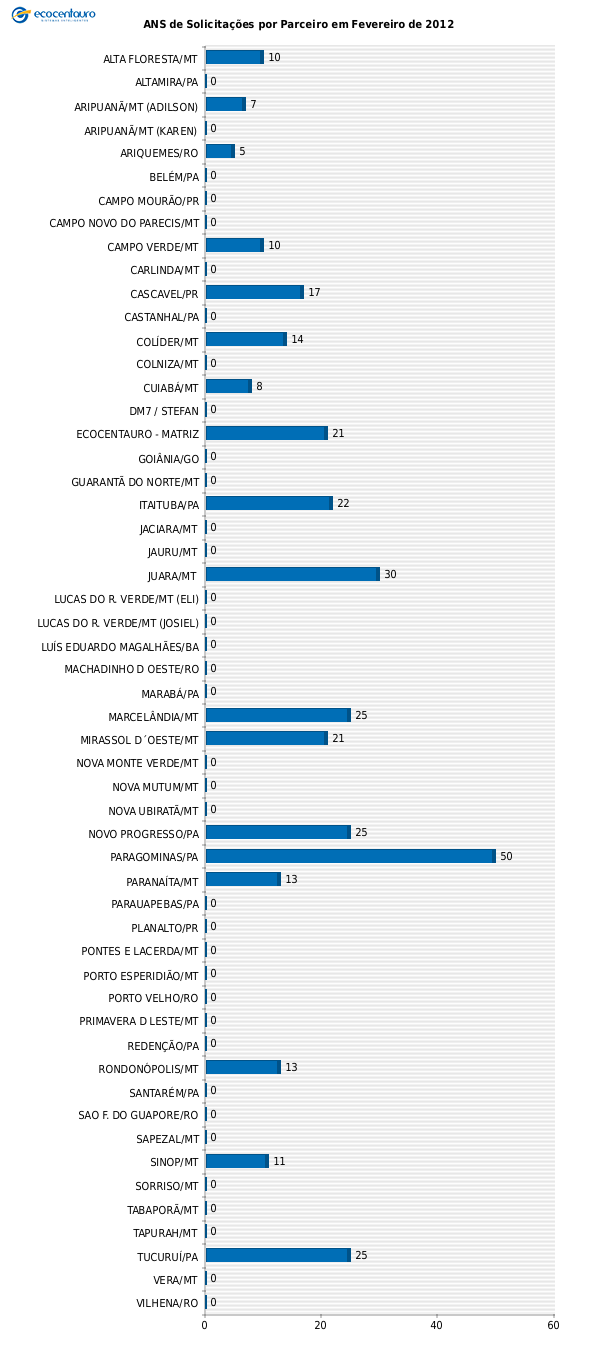 ecocentauro
ANS de Solicitações por Parceiro em Fevereiro de 2012
ALTA FLORESTA/MT 10
ALTAMIRA/PA 0
ARIPUANÃ/MT (ADILSON) 7
ARIPUANÃ/MT (KAREN) 0
ARIQUEMES/RO 5
BELÉM/PA 0
CAMPO MOURÃO/PR 0
CAMPO NOVO DO PARECIS/MT 0
CAMPO VERDE/MT 10
CARLINDA/MT 0
CASCAVEL/PR 17
CASTANHAL/PA 0
COLÍDER/MT 14
COLNIZA/MT 0
CUIABÁ/MT 8
DM7 / STEFAN 0
ECOCENTAURO - MATRIZ 21
GOIÂNIA/GO 0
GUARANTÃ DO NORTE/MT 0
ITAITUBA/PA 22
JACIARA/MT 0
JAURU/MT 0
JUARA/MT 30
LUCAS DO R. VERDE/MT (ELI) 0
LUCAS DO R. VERDE/MT (JOSIEL) 0
LUÍS EDUARDO MAGALHÃES/BA 0
MACHADINHO D OESTE/RO 0
MARABÁ/PA 0
MARCELÂNDIA/MT 25
MIRASSOL D´OESTE/MT 21
NOVA MONTE VERDE/MT 0
NOVA MUTUM/MT 0
NOVA UBIRATÃ/MT 0
NOVO PROGRESSO/PA 25
PARAGOMINAS/PA 50
PARANAÍTA/MT 13
PARAUAPEBAS/PA 0
PLANALTO/PR 0
PONTES E LACERDA/MT 0
PORTO ESPERIDIÃO/MT 0
PORTO VELHO/RO 0
PRIMAVERA D LESTE/MT 0
REDENÇÃO/PA 0
RONDONÓPOLIS/MT 13
SANTARÉM/PA 0
SAO F. DO GUAPORE/RO 0
SAPEZAL/MT 0
SINOP/MT 11
SORRISO/MT 0
TABAPORÃ/MT 0
TAPURAH/MT 0
TUCURUÍ/PA 25
VERA/MT 0
VILHENA/RO 0
0 20 40 60